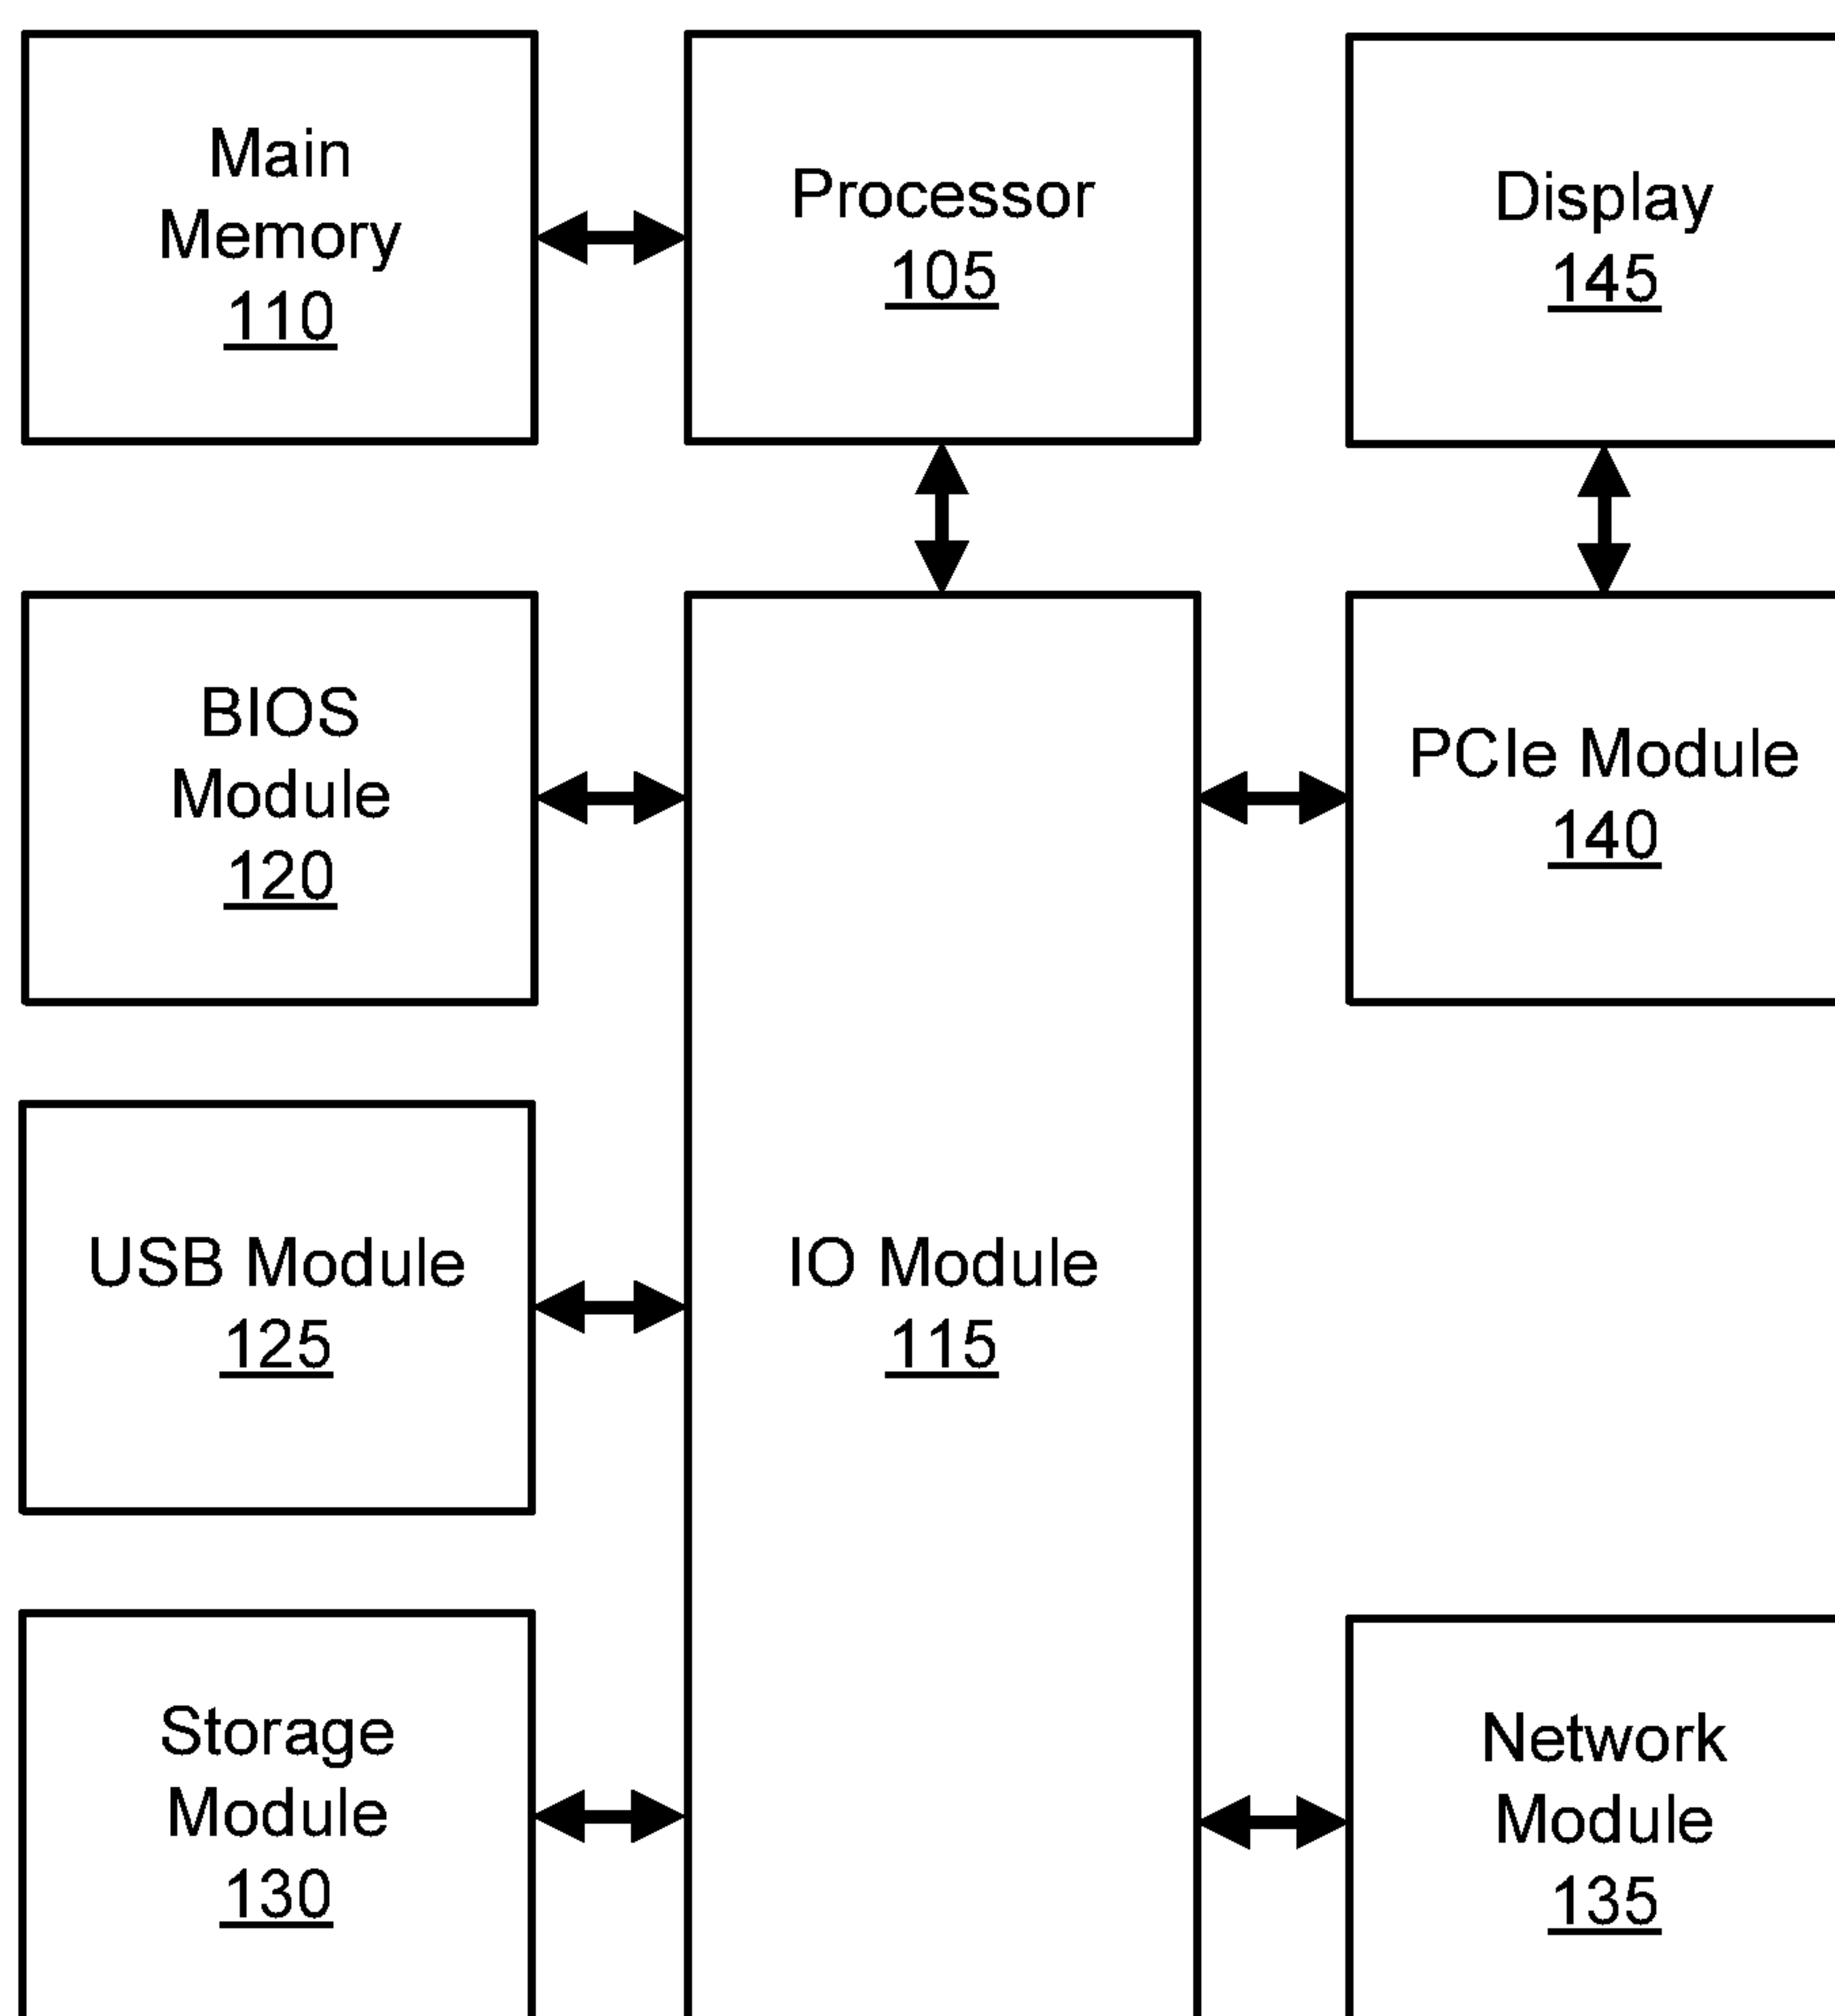 Main
Memory
110
Processor
105
Display
145
BIOS
Module
120
PCIe Module
140
USB Module
125
IO Module
115
Storage
Module
130
Network
Module
135